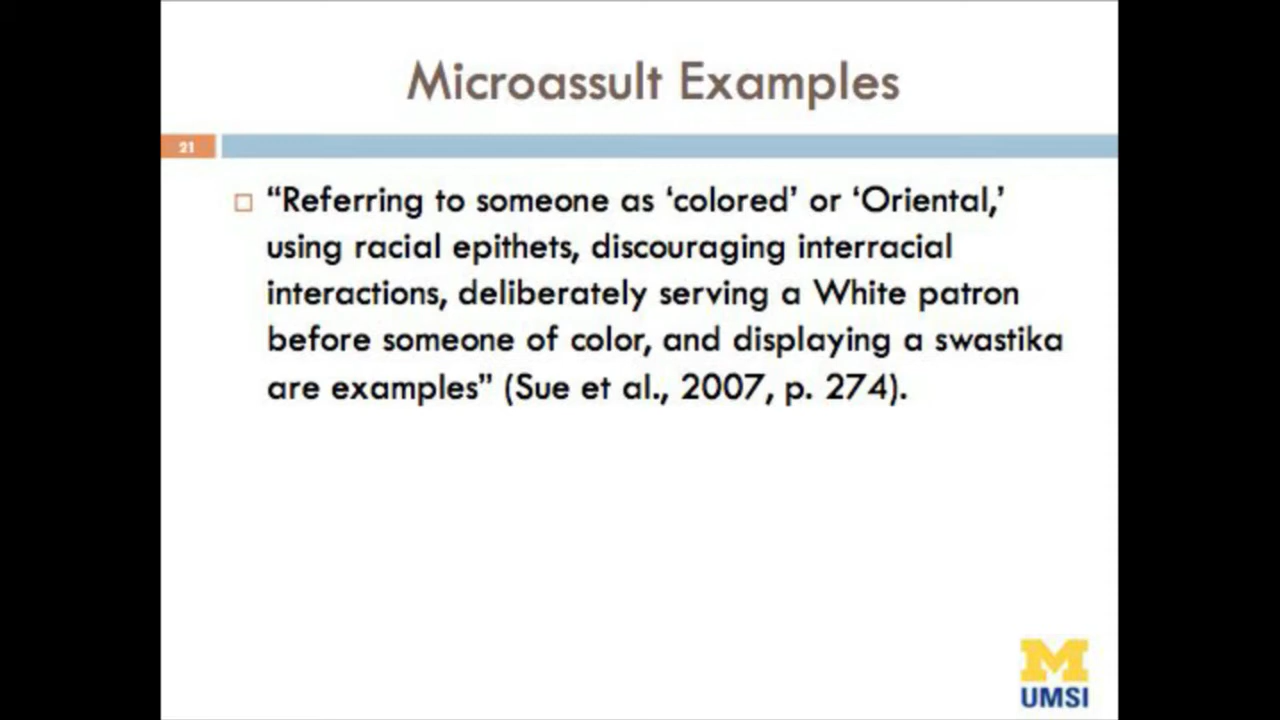 Microassult Examples
21
“Referring to someone as ‘colored’ or ‘Oriental,’
using racial epithets, discouraging interracial
interactions, deliberately serving a White patron
before someone of color, and displaying a swastika
are examples” (Sue et al., 2007, p. 274).
M
UMSI